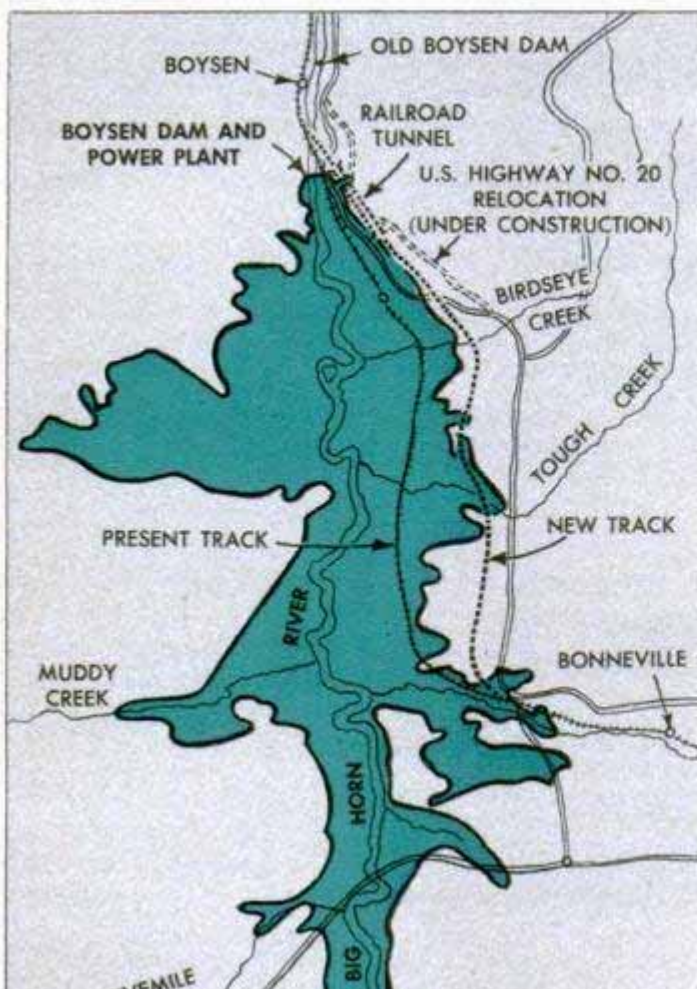 OLD BOYSEN DAM
BOYSEN
BOYSEN DAM AND
POWER PLANT
RAILROAD
TUNNEL
U.S. HIGHWAY NO. 20
RELOCATION
(UNDER CONSTRUCTION)
BIRDSEYE
CREEK
TOUGH CREEK
PRESENT TRACK
NEW TRACK
RIVER
MUDDY
CREEK
BONNEVILLE
HORN
BIG